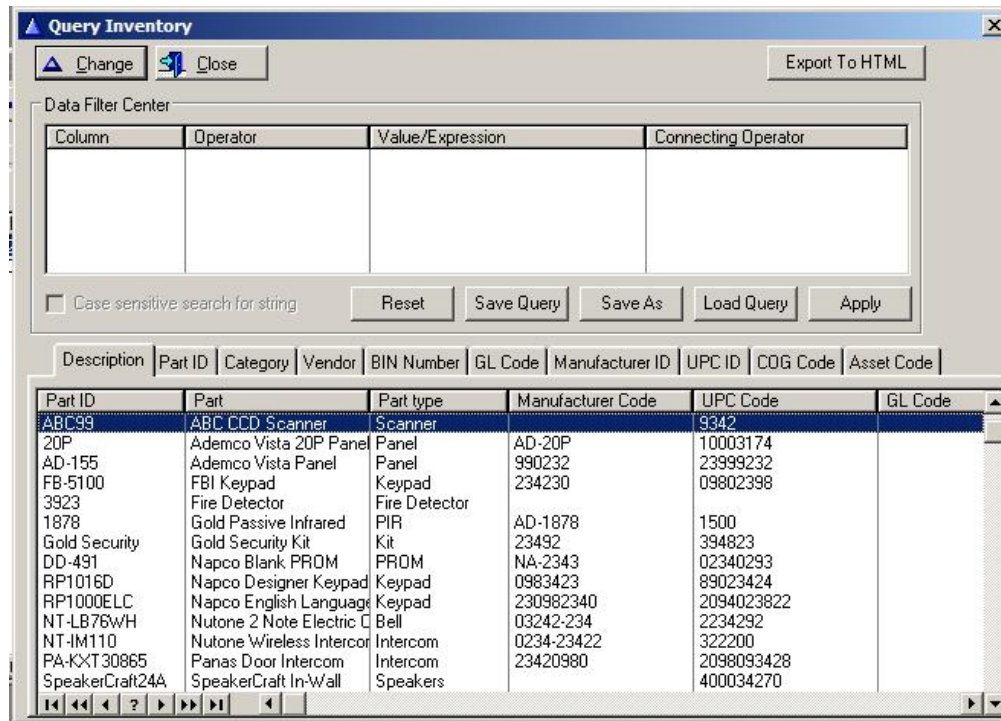 Query Inventory
Change Close Export To HTML
Data Filter Center
Column Operator Value/Expression Connecting Operator
Case sensitive search for string Reset Save Query Save As Load Query Apply
Description Part ID Category Vendor BIN Number GL Code Manufacturer ID UPC ID COG Code Asset Code
Part ID Part Part type Manufacturer Code UPC Code GL Code
ABC99 ABC CCD Scanner Scanner 9342
20P Ademco Vista 20P Panel Panel AD-20P 10003174
AD-155 Ademco Vista Panel Panel 990232 23999232
FB-5100 FBI Keypad Keypad 234230 09802398
3923 Fire Detector Fire Detector
1878 Gold Passive Infrared PIR AD-1878 1500
Gold Security Gold Security Kit Kit 23492 394823
DD-491 Napco Blank PROM PROM NA-2343 02340293
RP1016D Napco Designer Keypad Keypad 0983423 89023424
RP1000ELC Napco English Language Keypad 230982340 2094023822
NT-LB76WH Nutone 2 Note Electric Bell 03242-234 2234292
NT-IM110 Nutone Wireless Intercor Intercom 0234-23422 322200
PA-KXT30865 Panas Door Intercom Intercom 23420980 2098093428
SpeakerCraft24A SpeakerCraft In-Wall Speakers 400034270
?